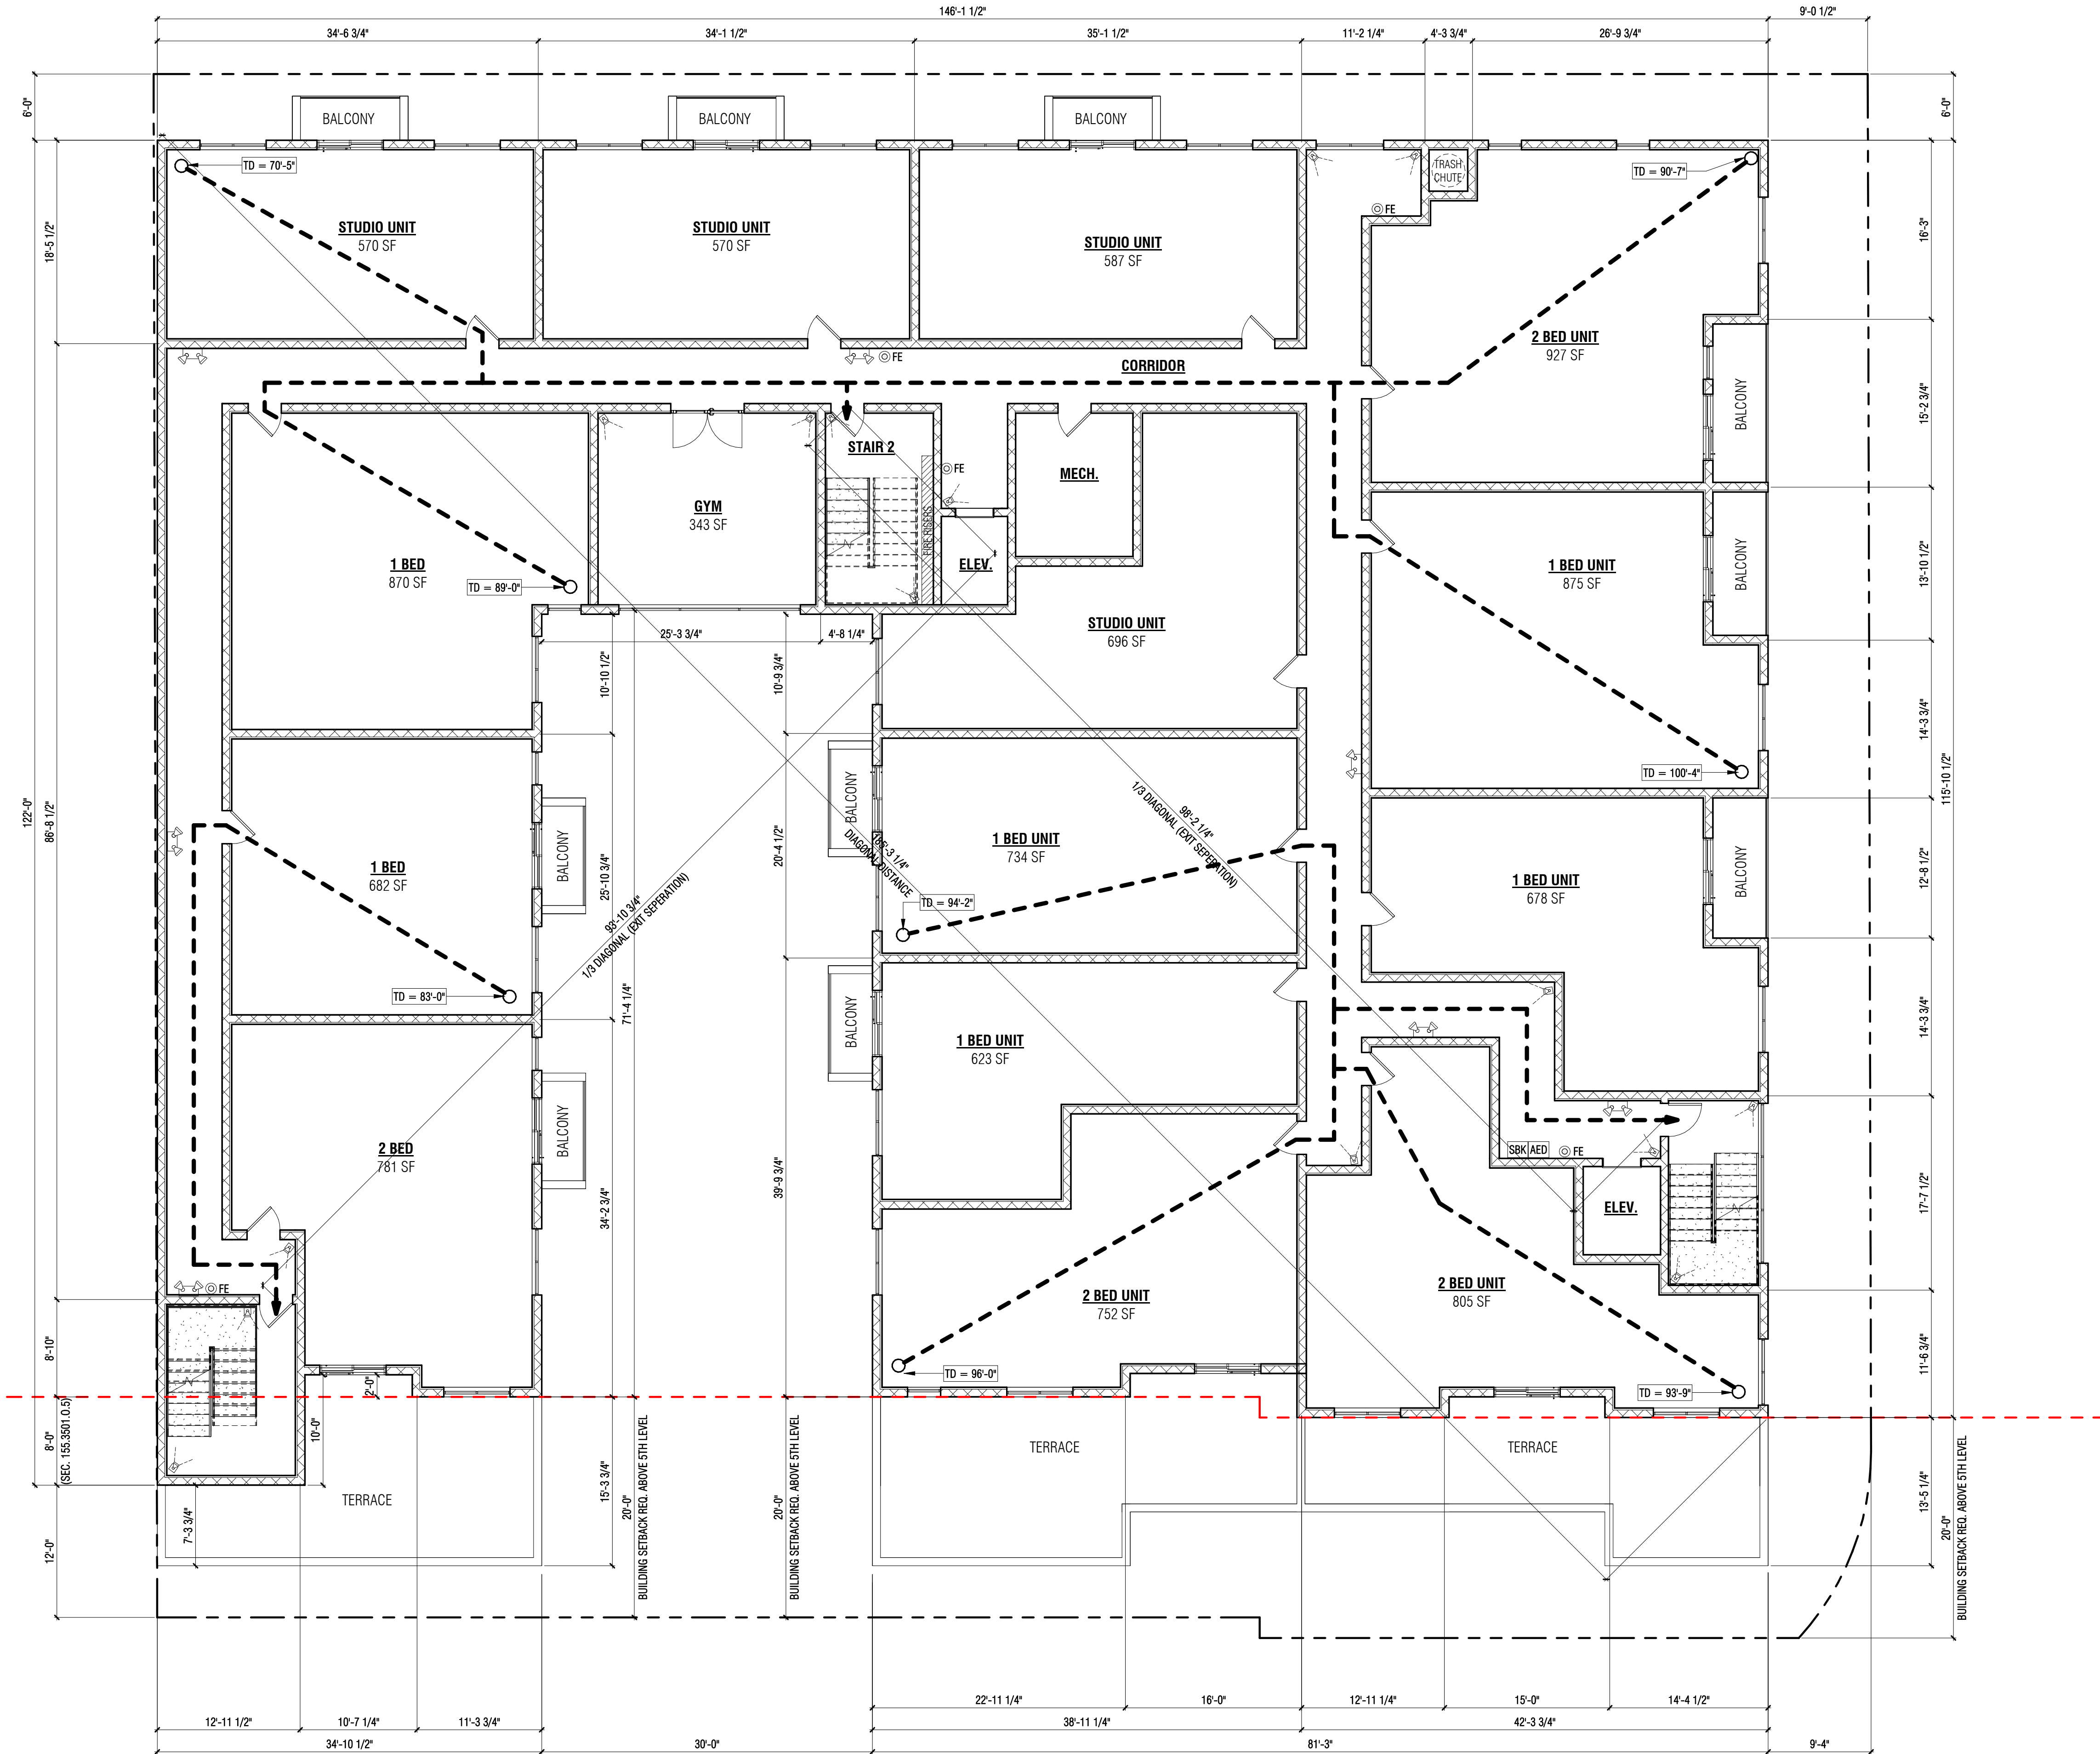 146'-1 1/2"
9'-0 1/2"
34'-6 3/4"
34'-1 1/2"
35'-1 1/2"
11'-2 1/4"
4'-3 3/4"
26'-9 3/4"
6'-0"
6'-0"
BALCONY
BALCONY
BALCONY
TD = 70'-5"
TRASH
CHUTE
TD = 90'-7"
FE
18'-5 1/2"
16'-3"
STUDIO UNIT
570 SF
STUDIO UNIT
570 SF
STUDIO UNIT
587 SF
2 BED UNIT
927 SF
FE
CORRIDOR
15'-2 3/4"
BALCONY
STAIR 2
FE
MECH.
GYM
343 SF
FIRE RISERS
ELEV.
1 BED
870 SF
TD = 89'-0"
1 BED UNIT
875 SF
BALCONY
13'-10 1/2"
STUDIO UNIT
696 SF
25'-3 3/4"
4'-8 1/4"
10'-10 1/2"
10'-9 3/4"
14'-3 3/4"
TD = 100'-4"
122'-0"
86'-8 1/2"
115'-10 1/2"
BALCONY
185'-3 1/4"
DIAGONAL DISTANCE
98'-2 1/4"
1/3 DIAGONAL (EXIT SEPERATION)
1 BED UNIT
734 SF
20'-4 1/2"
1 BED
682 SF
BALCONY
25'-10 3/4"
93'-10 3/4"
1/3 DIAGONAL (EXIT SEPERATION)
TD = 94'-2"
1 BED UNIT
678 SF
BALCONY
12'-8 1/2"
TD = 83'-0"
71'-4 1/4"
BALCONY
1 BED UNIT
623 SF
14'-3 3/4"
2 BED
781 SF
BALCONY
34'-2 3/4"
39'-9 3/4"
SBK
AED
FE
ELEV.
17'-7 1/2"
FE
2 BED UNIT
752 SF
2 BED UNIT
805 SF
8'-10"
TD = 96'-0"
TD = 93'-9"
11'-6 3/4"
2'-0"
10'-0"
8'-0"
(SEC. 155.3501.O.5)
TERRACE
7'-3 3/4"
15'-3 3/4"
20'-0"
BUILDING SETBACK REQ. ABOVE 5TH LEVEL
20'-0"
BUILDING SETBACK REQ. ABOVE 5TH LEVEL
TERRACE
TERRACE
13'-5 1/4"
20'-0"
BUILDING SETBACK REQ. ABOVE 5TH LEVEL
12'-0"
22'-11 1/4"
16'-0"
12'-11 1/4"
15'-0"
14'-4 1/2"
12'-11 1/2"
10'-7 1/4"
11'-3 3/4"
38'-11 1/4"
42'-3 3/4"
34'-10 1/2"
30'-0"
81'-3"
9'-4"